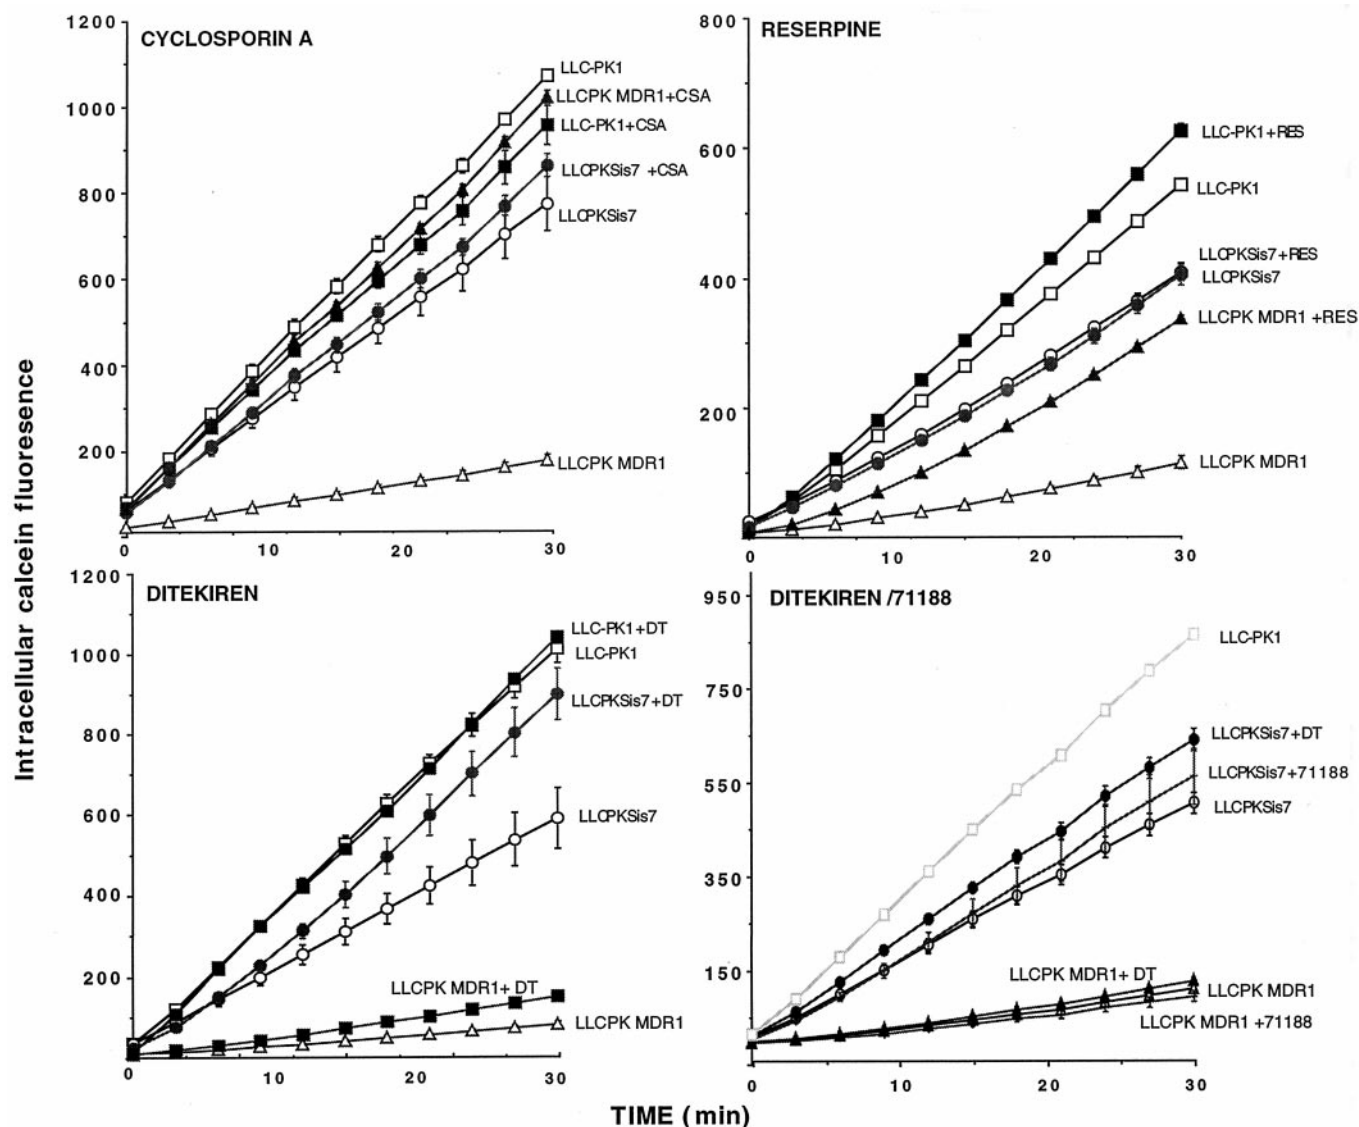 CYCLOSPORIN A
1200
1000
800
600
400
200
0
10
20
30
LLC-PK1
LLCPK MDR1+CSA
LLC-PK1+CSA
LLCPKSis7 +CSA
LLCPKSis7
LLCPK MDR1
RESERPINE
800
600
400
200
0
10
20
30
LLC-PK1+RES
LLC-PK1
LLCPKSis7+RES
LLCPKSis7
LLCPK MDR1 +RES
LLCPK MDR1
Intracellular calcein fluoresence
DITEKIREN
1200
1000
800
600
400
200
0
10
20
30
LLC-PK1+DT
LLC-PK1
LLCPKSis7+DT
LLCPKSis7
LLCPK MDR1+ DT
LLCPK MDR1
DITEKIREN /71188
950
750
550
350
150
0
10
20
30
LLC-PK1
LLCPKSis7+DT
LLCPKSis7+71188
LLCPKSis7
LLCPK MDR1+ DT
LLCPK MDR1
LLCPK MDR1 +71188
TIME (min)